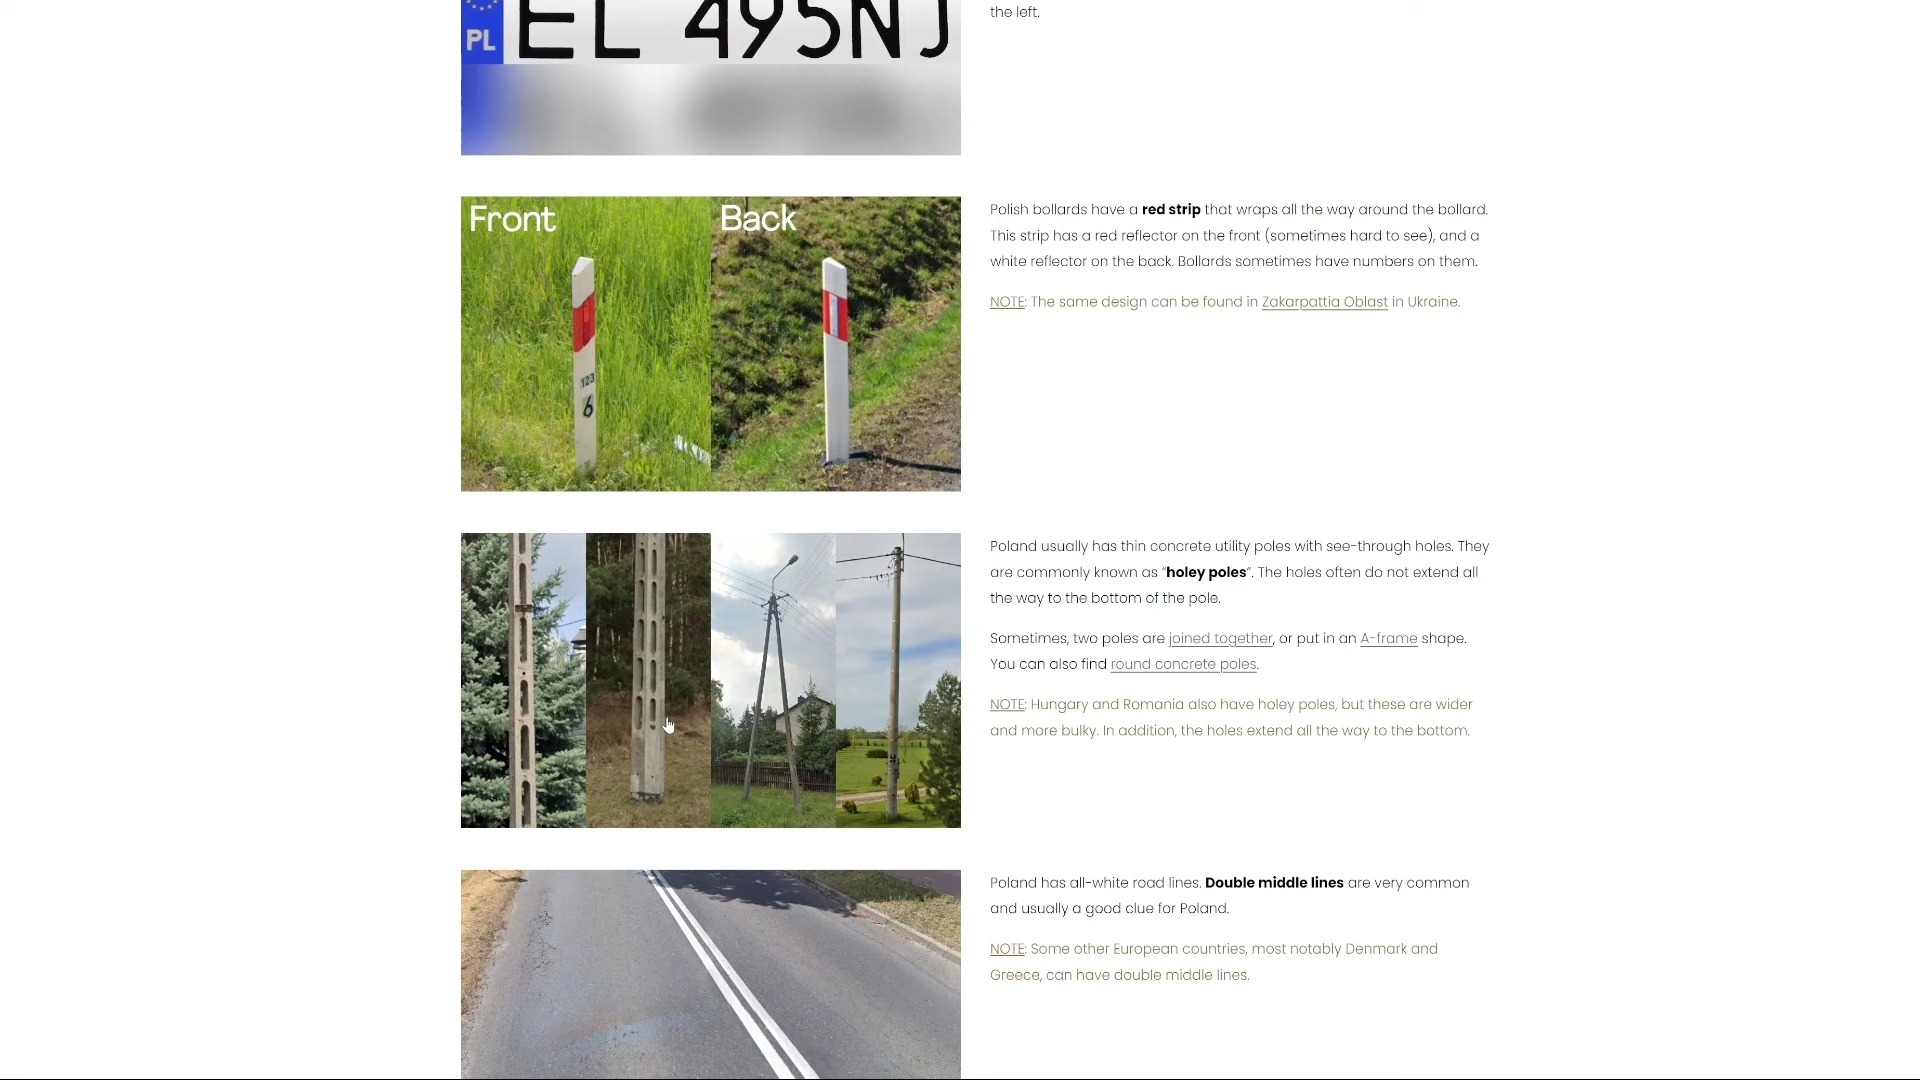 the left.
PL EL 495NJ
Front
Back
123
6
Polish bollards have a red strip that wraps all the way around the bollard.
This strip has a red reflector on the front (sometimes hard to see), and a
white reflector on the back. Bollards sometimes have numbers on them.
NOTE: The same design can be found in Zakarpattia Oblast in Ukraine.
Poland usually has thin concrete utility poles with see-through holes. They
are commonly known as “holey poles”. The holes often do not extend all
the way to the bottom of the pole.
Sometimes, two poles are joined together, or put in an A-frame shape.
You can also find round concrete poles.
NOTE: Hungary and Romania also have holey poles, but these are wider
and more bulky. In addition, the holes extend all the way to the bottom.
Poland has all-white road lines. Double middle lines are very common
and usually a good clue for Poland.
NOTE: Some other European countries, most notably Denmark and
Greece, can have double middle lines.